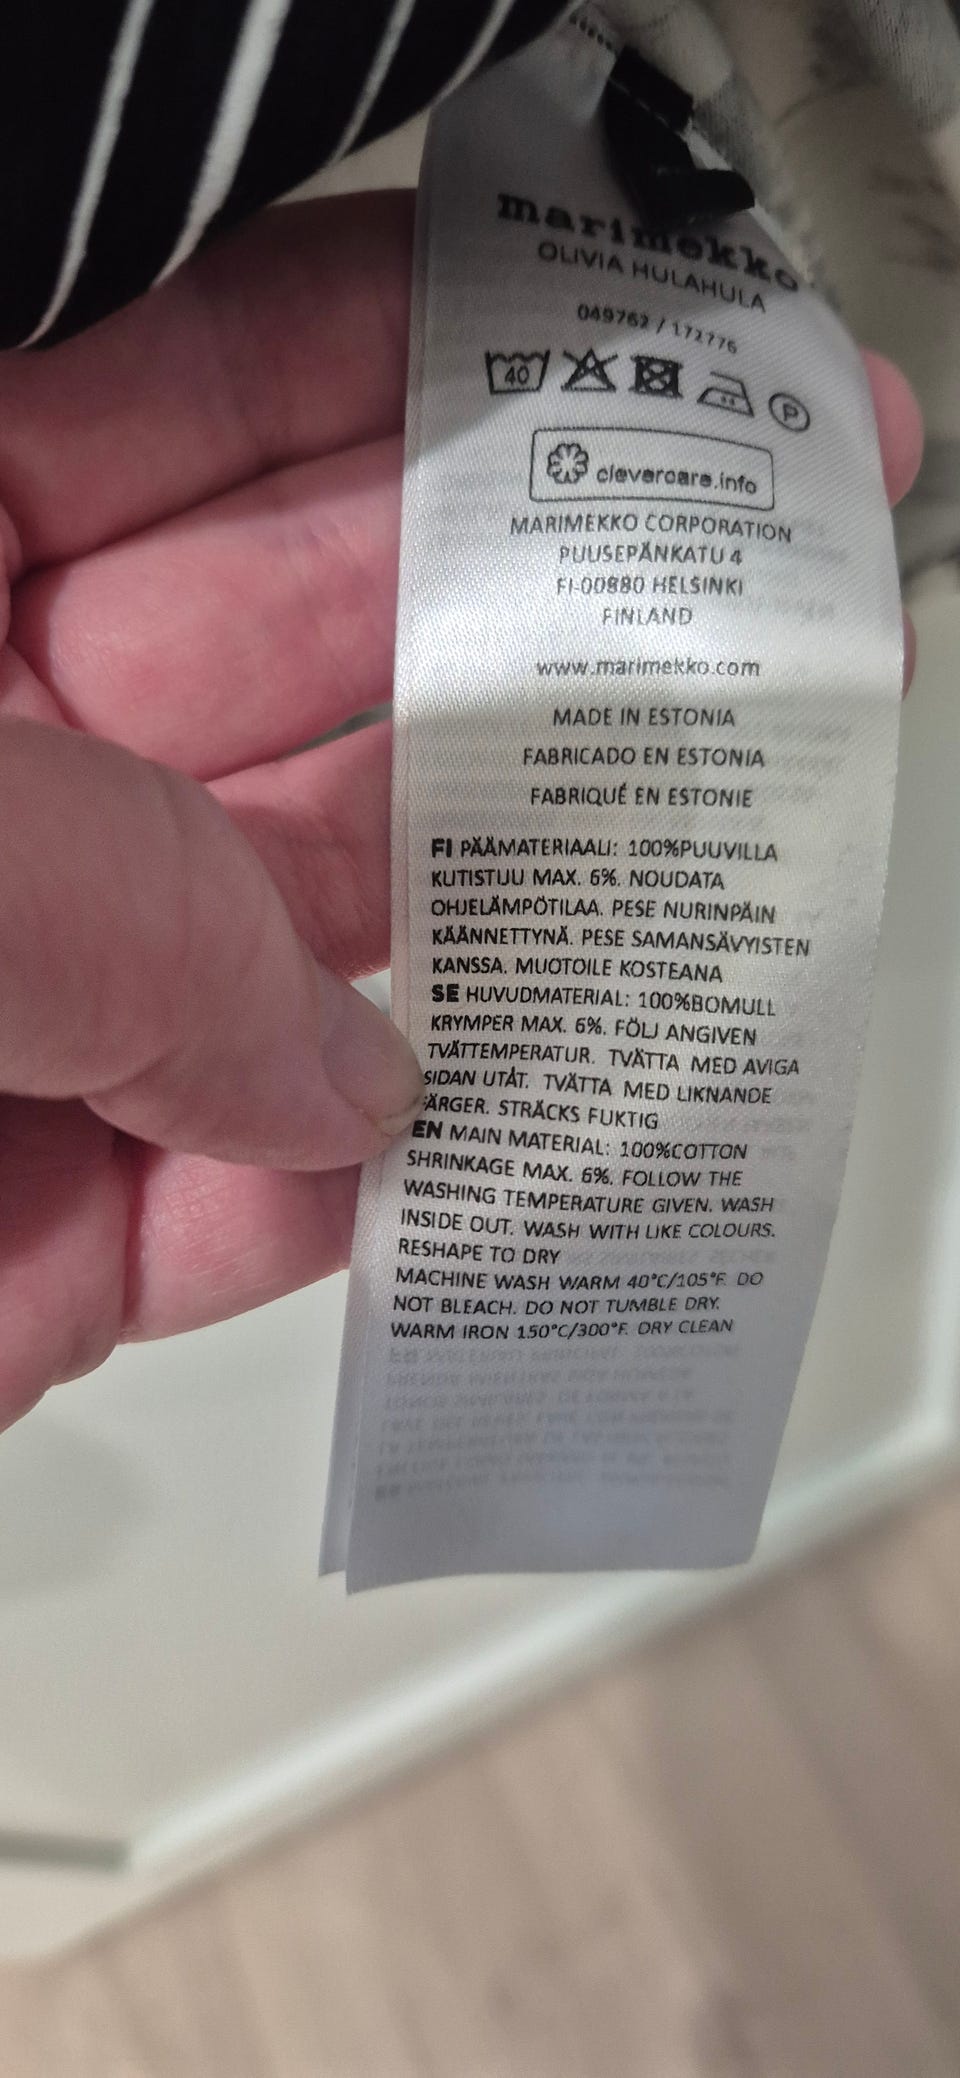 marimekko
OLIVIA HULAHULA
049762 / 172776
40 P
clevercare.info
MARIMEKKO CORPORATION
PUUSEPÄNKATU 4
FI-00880 HELSINKI
FINLAND
www.marimekko.com
MADE IN ESTONIA
FABRICADO EN ESTONIA
FABRIQUÉ EN ESTONIE
FI PÄÄMATERIAALI: 100%PUUVILLA
KUTISTUU MAX. 6%. NOUDATA
OHJELÄMPÖTILAA. PESE NURINPÄIN
KÄÄNNETTYNÄ. PESE SAMANSÄVYISTEN
KANSSA. MUOTOILE KOSTEANA
SE HUVUDMATERIAL: 100%BOMULL
KRYMPER MAX. 6%. FÖLJ ANGIVEN
TVÄTTEMPERATUR. TVÄTTA MED AVIGA
SIDAN UTÅT. TVÄTTA MED LIKNANDE
FÄRGER. STRÄCKS FUKTIG
EN MAIN MATERIAL: 100%COTTON
SHRINKAGE MAX. 6%. FOLLOW THE
WASHING TEMPERATURE GIVEN. WASH
INSIDE OUT. WASH WITH LIKE COLOURS.
RESHAPE TO DRY
MACHINE WASH WARM 40°C/105°F. DO
NOT BLEACH. DO NOT TUMBLE DRY.
WARM IRON 150°C/300°F. DRY CLEAN